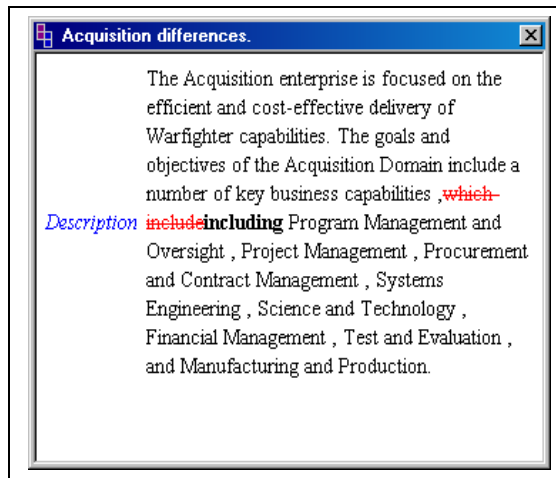 Acquisition differences.
The Acquisition enterprise is focused on the
efficient and cost-effective delivery of
Warfighter capabilities. The goals and
objectives of the Acquisition Domain include a
number of key business capabilities ,which
Description includeincluding Program Management and
Oversight , Project Management , Procurement
and Contract Management , Systems
Engineering , Science and Technology ,
Financial Management , Test and Evaluation ,
and Manufacturing and Production.